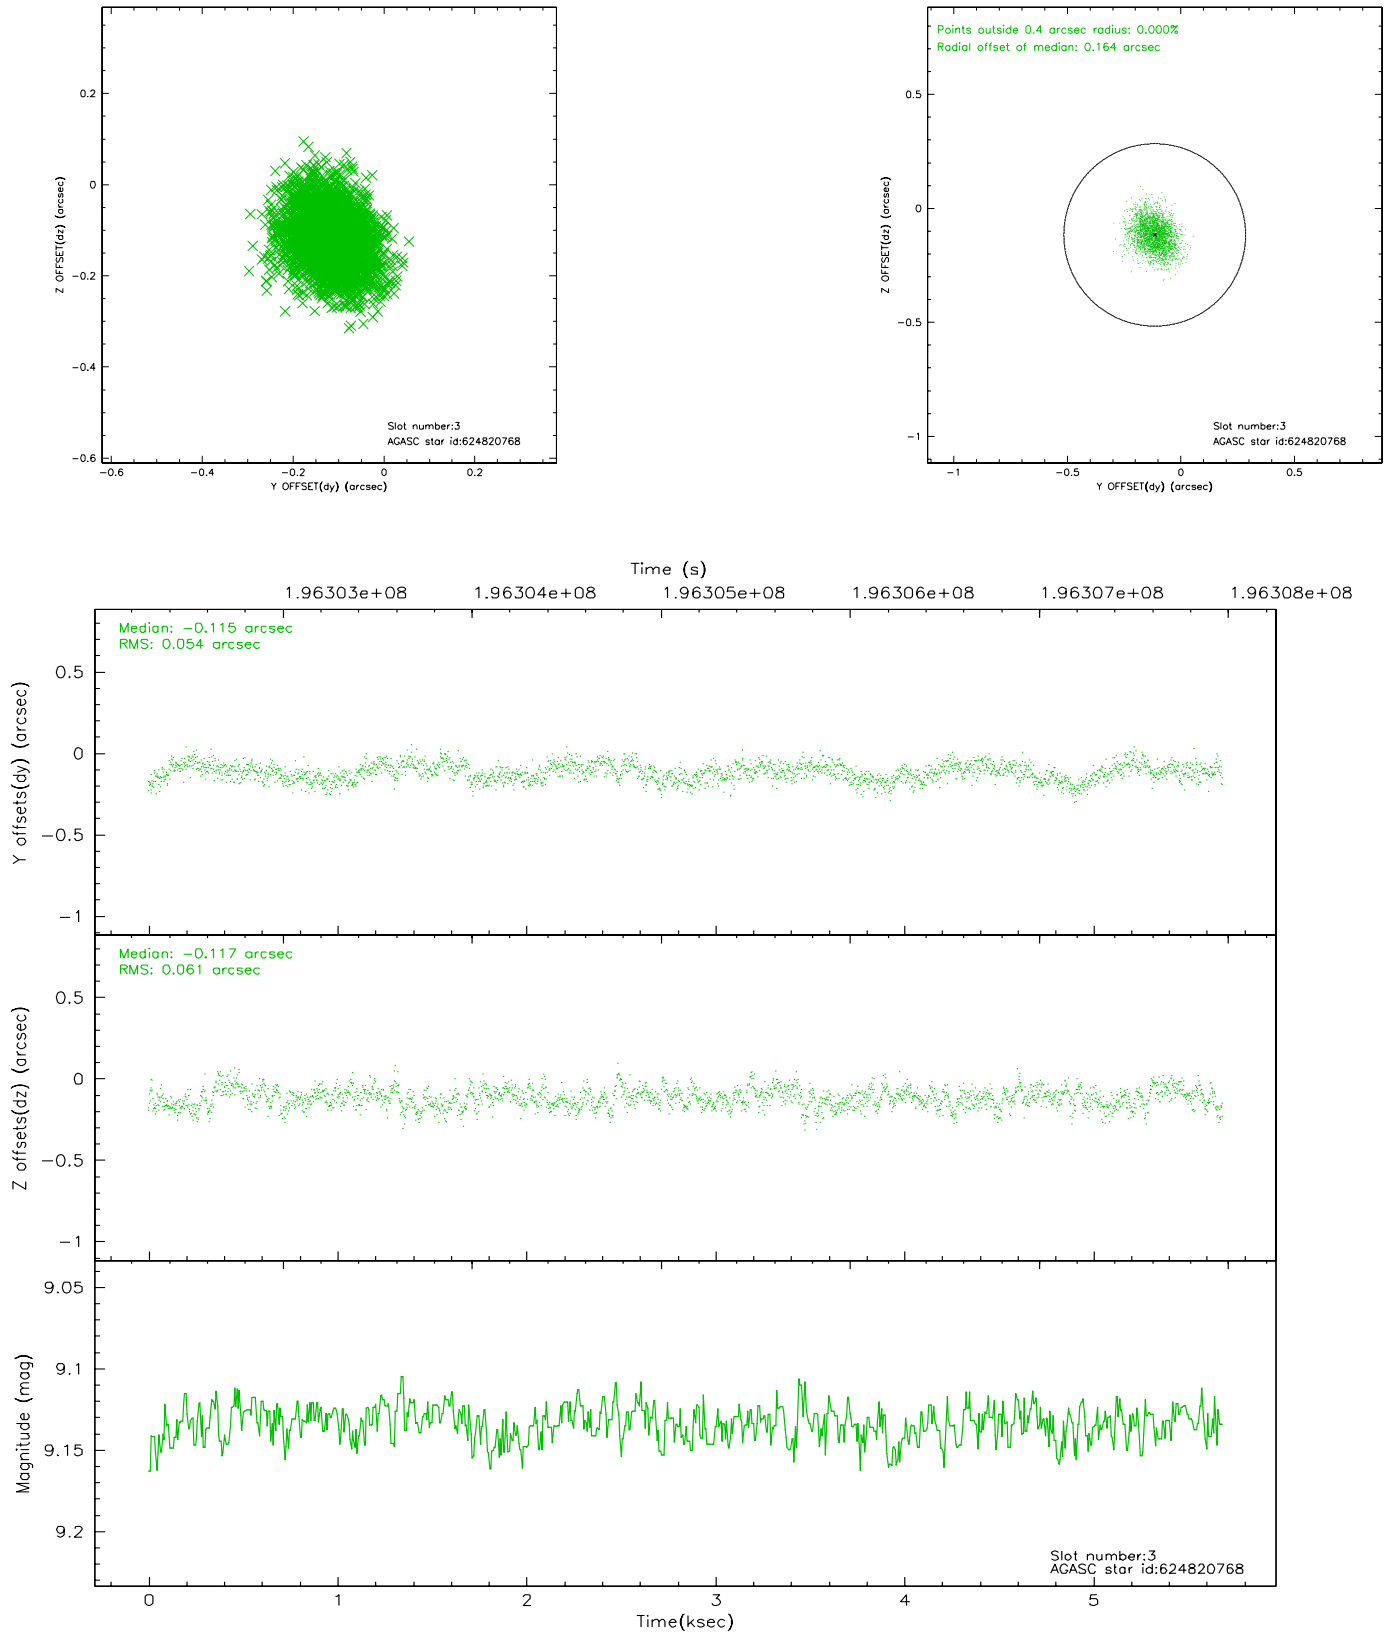 0.2
0
−0.2
−0.4
−0.6
Z OFFSET(dz) (arcsec)
−0.6 −0.4 −0.2 0 0.2
Y OFFSET(dy) (arcsec)
Slot number:3
AGASC star id:624820768
Points outside 0.4 arcsec radius: 0.000%
Radial offset of median: 0.164 arcsec
0.5
0
−0.5
−1
Z OFFSET(dz) (arcsec)
−1 −0.5 0 0.5
Y OFFSET(dy) (arcsec)
Slot number:3
AGASC star id:624820768
Time (s)
1.96303e+08 1.96304e+08 1.96305e+08 1.96306e+08 1.96307e+08 1.96308e+08
Median: −0.115 arcsec
RMS: 0.054 arcsec
0.5
0
−0.5
−1
Y offsets(dy) (arcsec)
Median: −0.117 arcsec
RMS: 0.061 arcsec
0.5
0
−0.5
−1
Z offsets(dz) (arcsec)
9.05
9.1
9.15
9.2
Magnitude (mag)
Slot number:3
AGASC star id:624820768
0 1 2 3 4 5
Time(ksec)